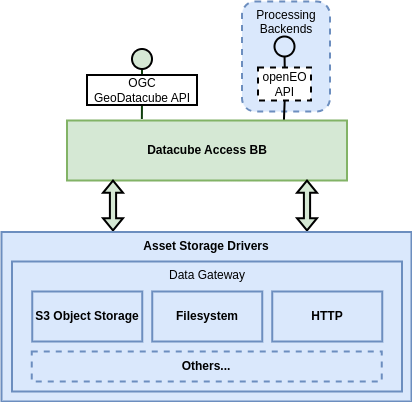 Processing
Backends
OGC
GeoDatacube API
openEO
API
Datacube Access BB
Asset Storage Drivers
Data Gateway
S3 Object Storage
Filesystem
HTTP
Others...